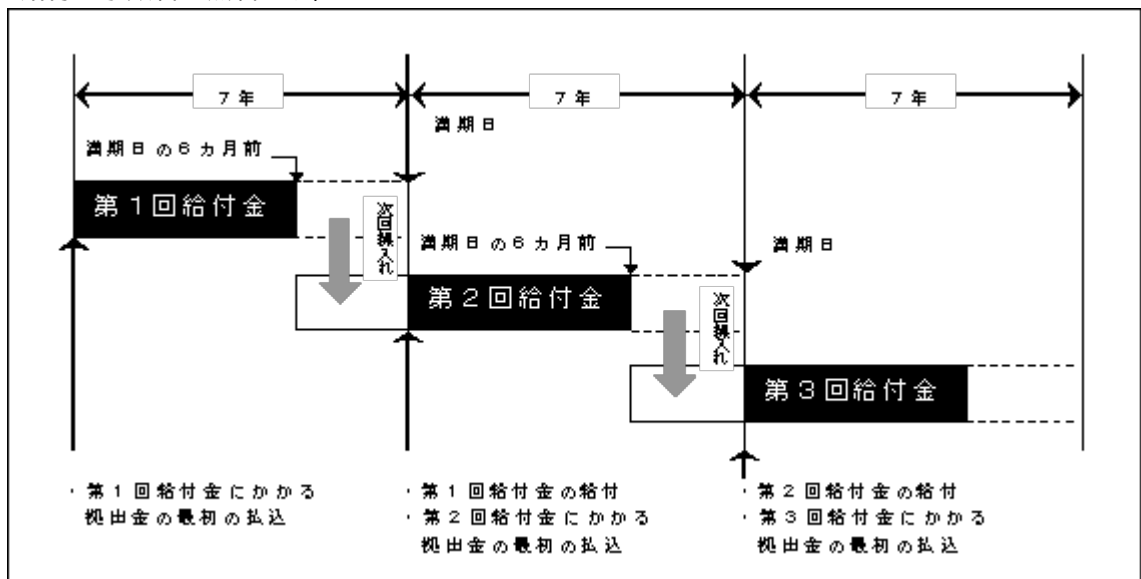 7年
7年
7年
満期日
満期日の6カ月前
第1回給付金
次回繰入れ
満期日の6カ月前
満期日
第2回給付金
次回繰入れ
第3回給付金
・第1回給付金にかかる
拠出金の最初の払込
・第1回給付金の給付
・第2回給付金にかかる
拠出金の最初の払込
・第2回給付金の給付
・第3回給付金にかかる
拠出金の最初の払込